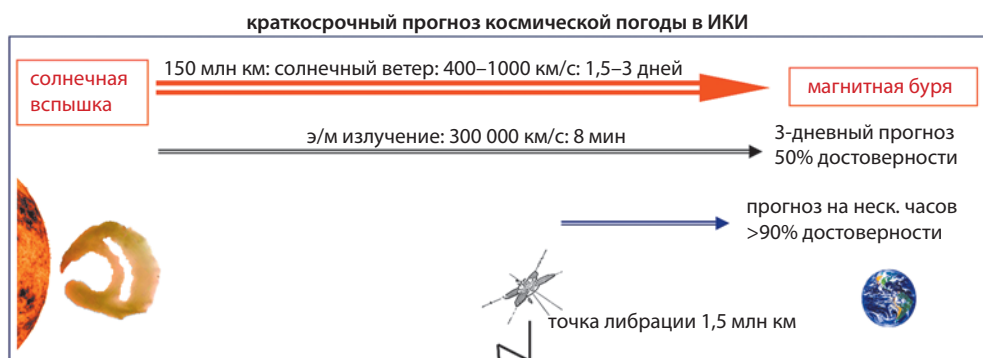 краткосрочный прогноз космической погоды в ИКИ
солнечная
вспышка
150 млн км: солнечный ветер: 400–1000 км/с: 1,5–3 дней
магнитная буря
э/м излучение: 300 000 км/с: 8 мин
3-дневный прогноз
50% достоверности
прогноз на неск. часов
>90% достоверности
точка либрации 1,5 млн км